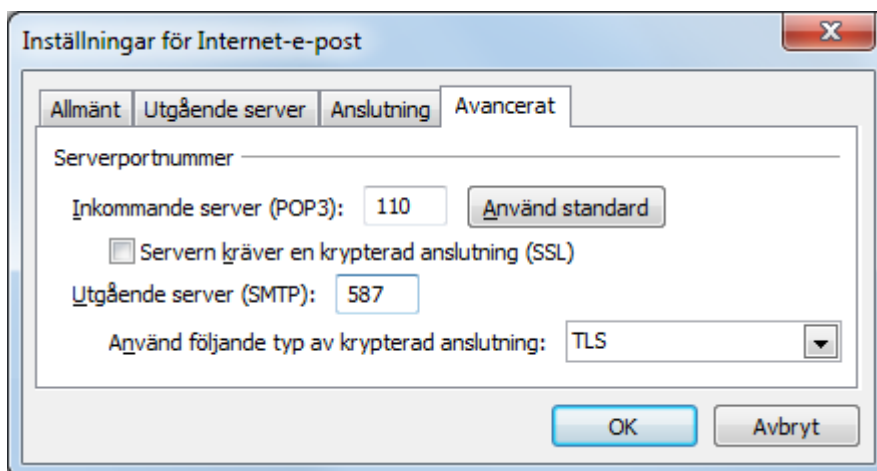 Inställningar för Internet-e-post
Allmänt Utgående server Anslutning Avancerat
Serverportnummer
Inkommande server (POP3): 110 Använd standard
Servern kräver en krypterad anslutning (SSL)
Utgående server (SMTP): 587
Använd följande typ av krypterad anslutning: TLS
OK Avbryt